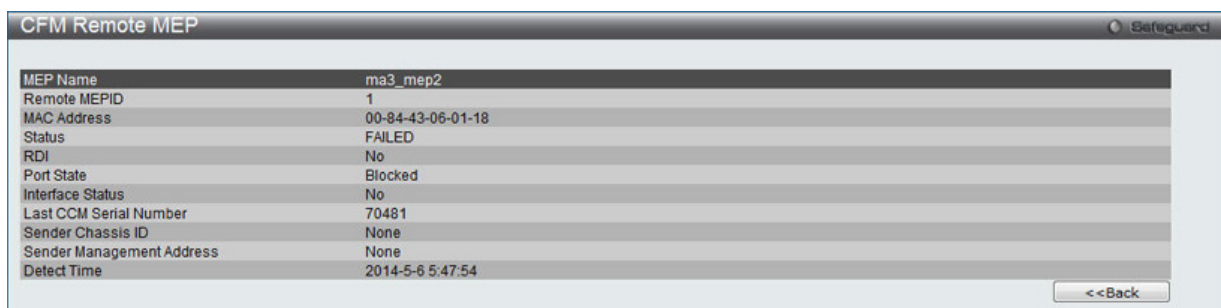 CFM Remote MEP
Safeguard
MEP Name ma3_mep2
Remote MEPID 1
MAC Address 00-84-43-06-01-18
Status FAILED
RDI No
Port State Blocked
Interface Status No
Last CCM Serial Number 70481
Sender Chassis ID None
Sender Management Address None
Detect Time 2014-5-6 5:47:54
<<Back